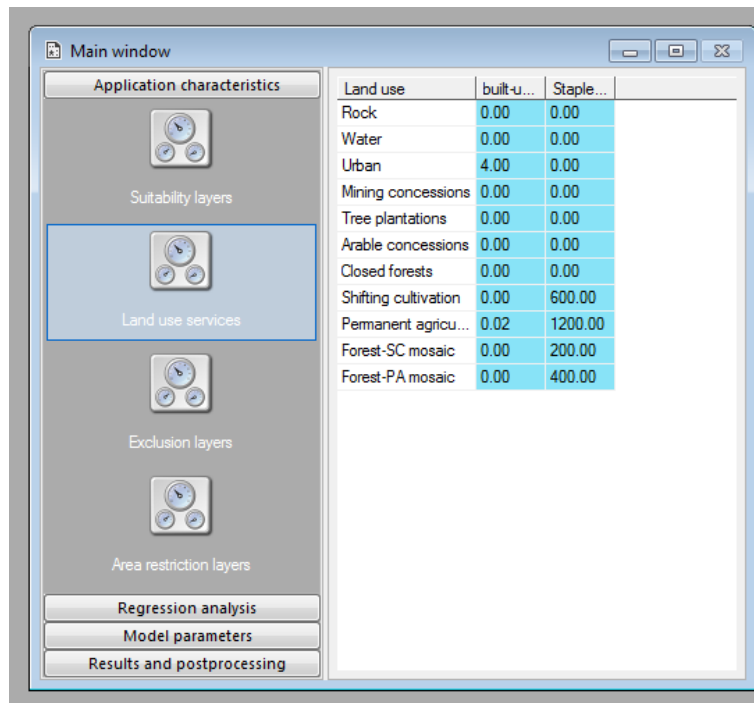 Main window
Application characteristics
Suitability layers
Land use services
Exclusion layers
Area restriction layers
Regression analysis
Model parameters
Results and postprocessing
Land use built-u... Staple...
Rock 0.00 0.00
Water 0.00 0.00
Urban 4.00 0.00
Mining concessions 0.00 0.00
Tree plantations 0.00 0.00
Arable concessions 0.00 0.00
Closed forests 0.00 0.00
Shifting cultivation 0.00 600.00
Permanent agricu... 0.02 1200.00
Forest-SC mosaic 0.00 200.00
Forest-PA mosaic 0.00 400.00